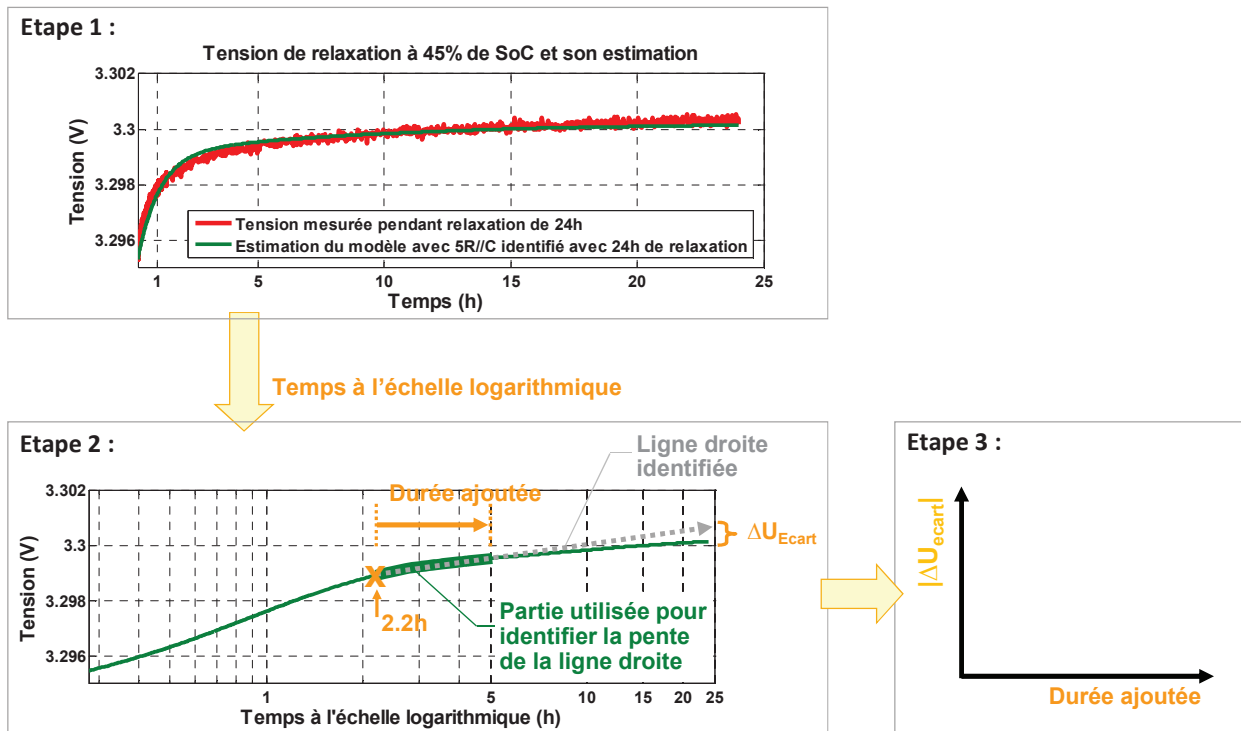 Etape 1 :
Tension de relaxation à 45% de SoC et son estimation
3.302
3.3
3.298
3.296
Tension (V)
Tension mesurée pendant relaxation de 24h
Estimation du modèle avec 5R//C identifié avec 24h de relaxation
1 5 10 15 20 25
Temps (h)
Temps à l'échelle logarithmique
Etape 2 :
Ligne droite
identifiée
Durée ajoutée
3.302
3.3
3.298
3.296
Tension (V)
ΔUEcart
2.2h
Partie utilisée pour
identifier la pente
de la ligne droite
1 5 10 15 20 25
Temps à l'échelle logarithmique (h)
Etape 3 :
|ΔUecart|
Durée ajoutée